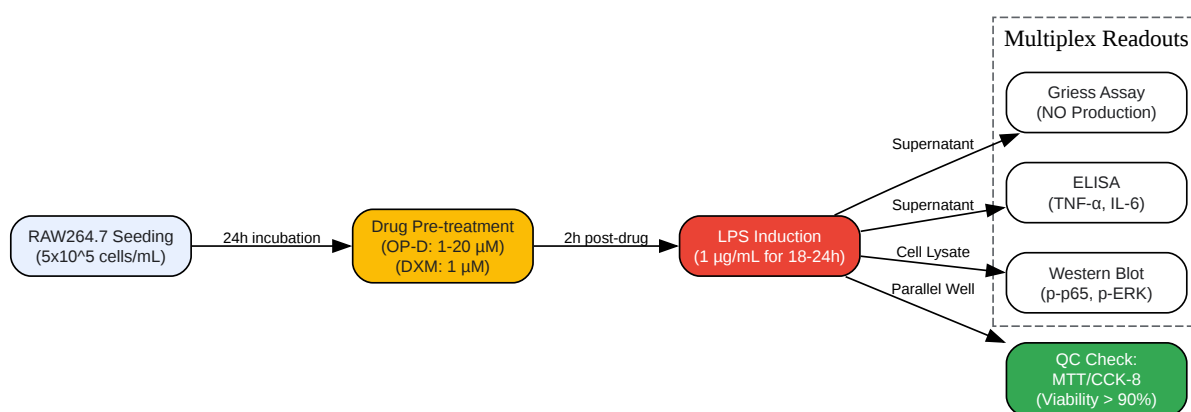 Multiplex Readouts
Griess Assay
(NO Production)
Supernatant
ELISA
(TNF-α, IL-6)
Supernatant
RAW264.7 Seeding
(5x10^5 cells/mL)
24h incubation
Drug Pre-treatment
(OP-D: 1-20 µM)
(DXM: 1 µM)
2h post-drug
LPS Induction
(1 µg/mL for 18-24h)
Cell Lysate
Western Blot
(p-p65, p-ERK)
Parallel Well
QC Check:
MTT/CCK-8
(Viability > 90%)